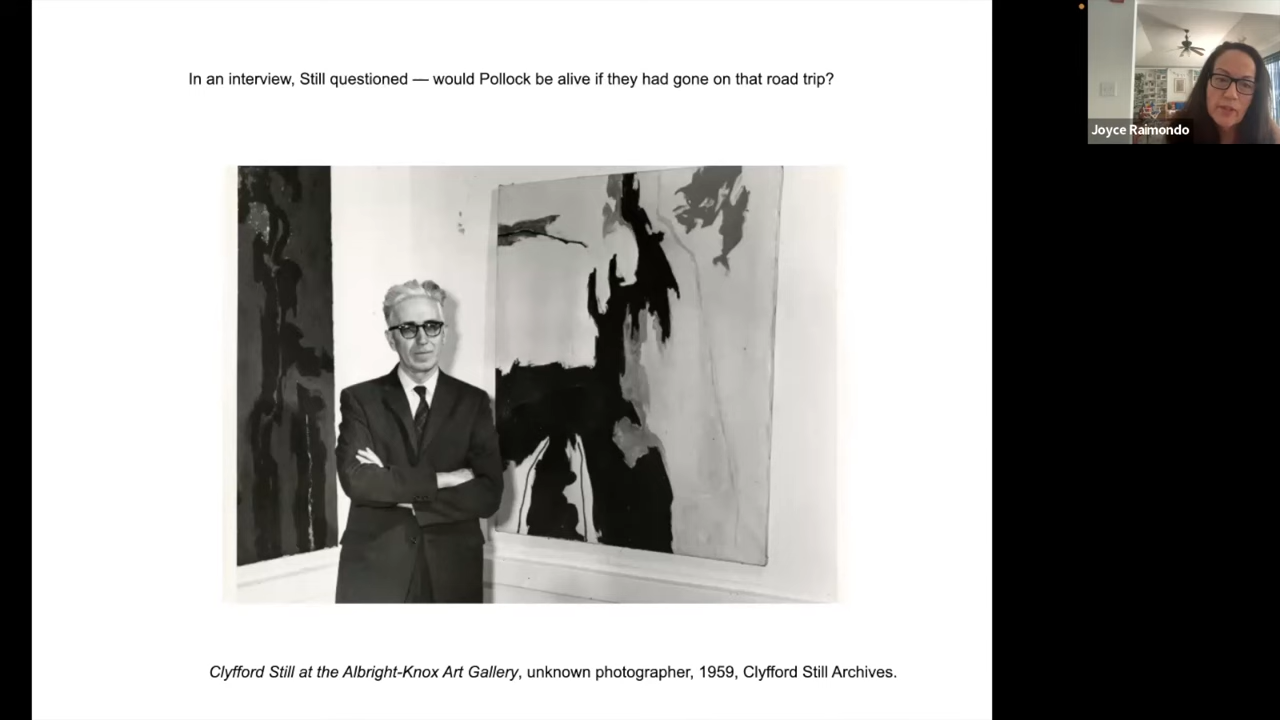 In an interview, Still questioned — would Pollock be alive if they had gone on that road trip?
Joyce Raimondo
Clyfford Still at the Albright-Knox Art Gallery, unknown photographer, 1959, Clyfford Still Archives.